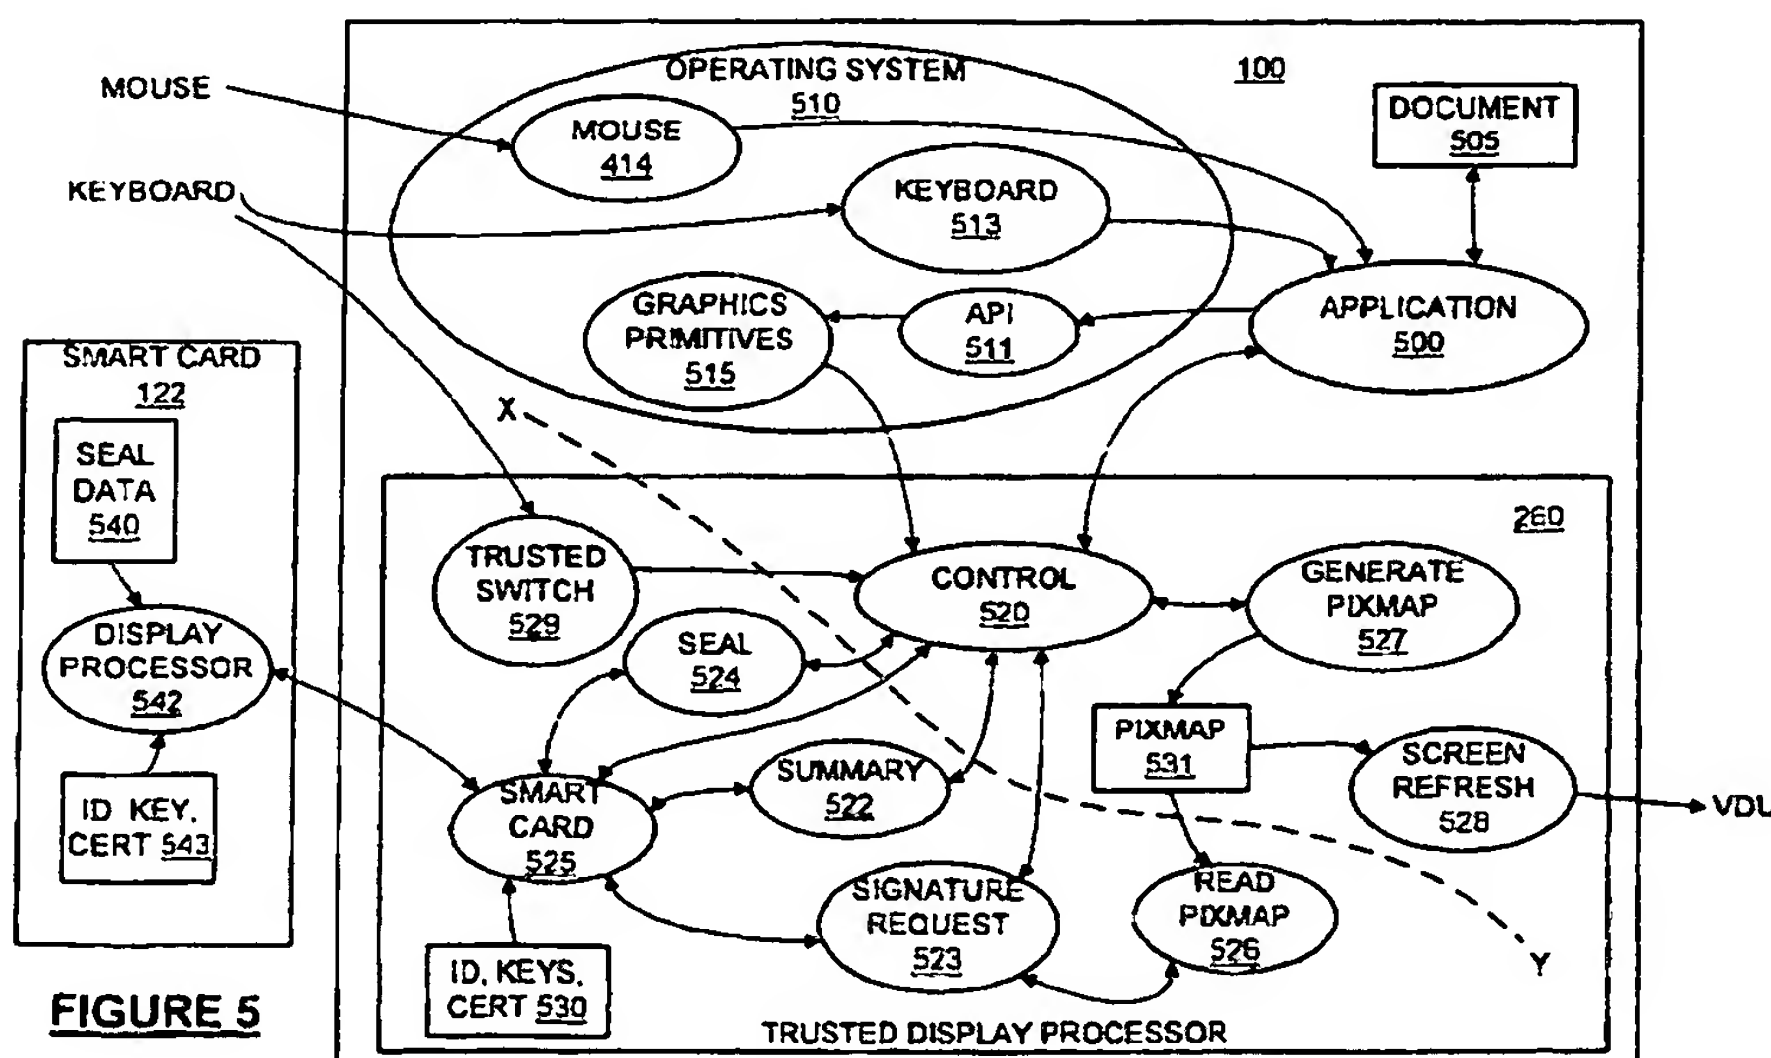 OPERATING SYSTEM
510
100
MOUSE
MOUSE
414
DOCUMENT
505
KEYBOARD
KEYBOARD
513
GRAPHICS
PRIMITIVES
515
API
511
APPLICATION
500
SMART CARD
122
SEAL
DATA
540
X
260
TRUSTED
SWITCH
529
CONTROL
520
GENERATE
PIXMAP
527
DISPLAY
PROCESSOR
542
SEAL
524
PIXMAP
531
SCREEN
REFRESH
528
VDU
SUMMARY
522
SMART
CARD
525
ID KEY,
CERT 543
SIGNATURE
REQUEST
523
READ
PIXMAP
526
Y
ID, KEYS,
CERT 530
FIGURE 5
TRUSTED DISPLAY PROCESSOR